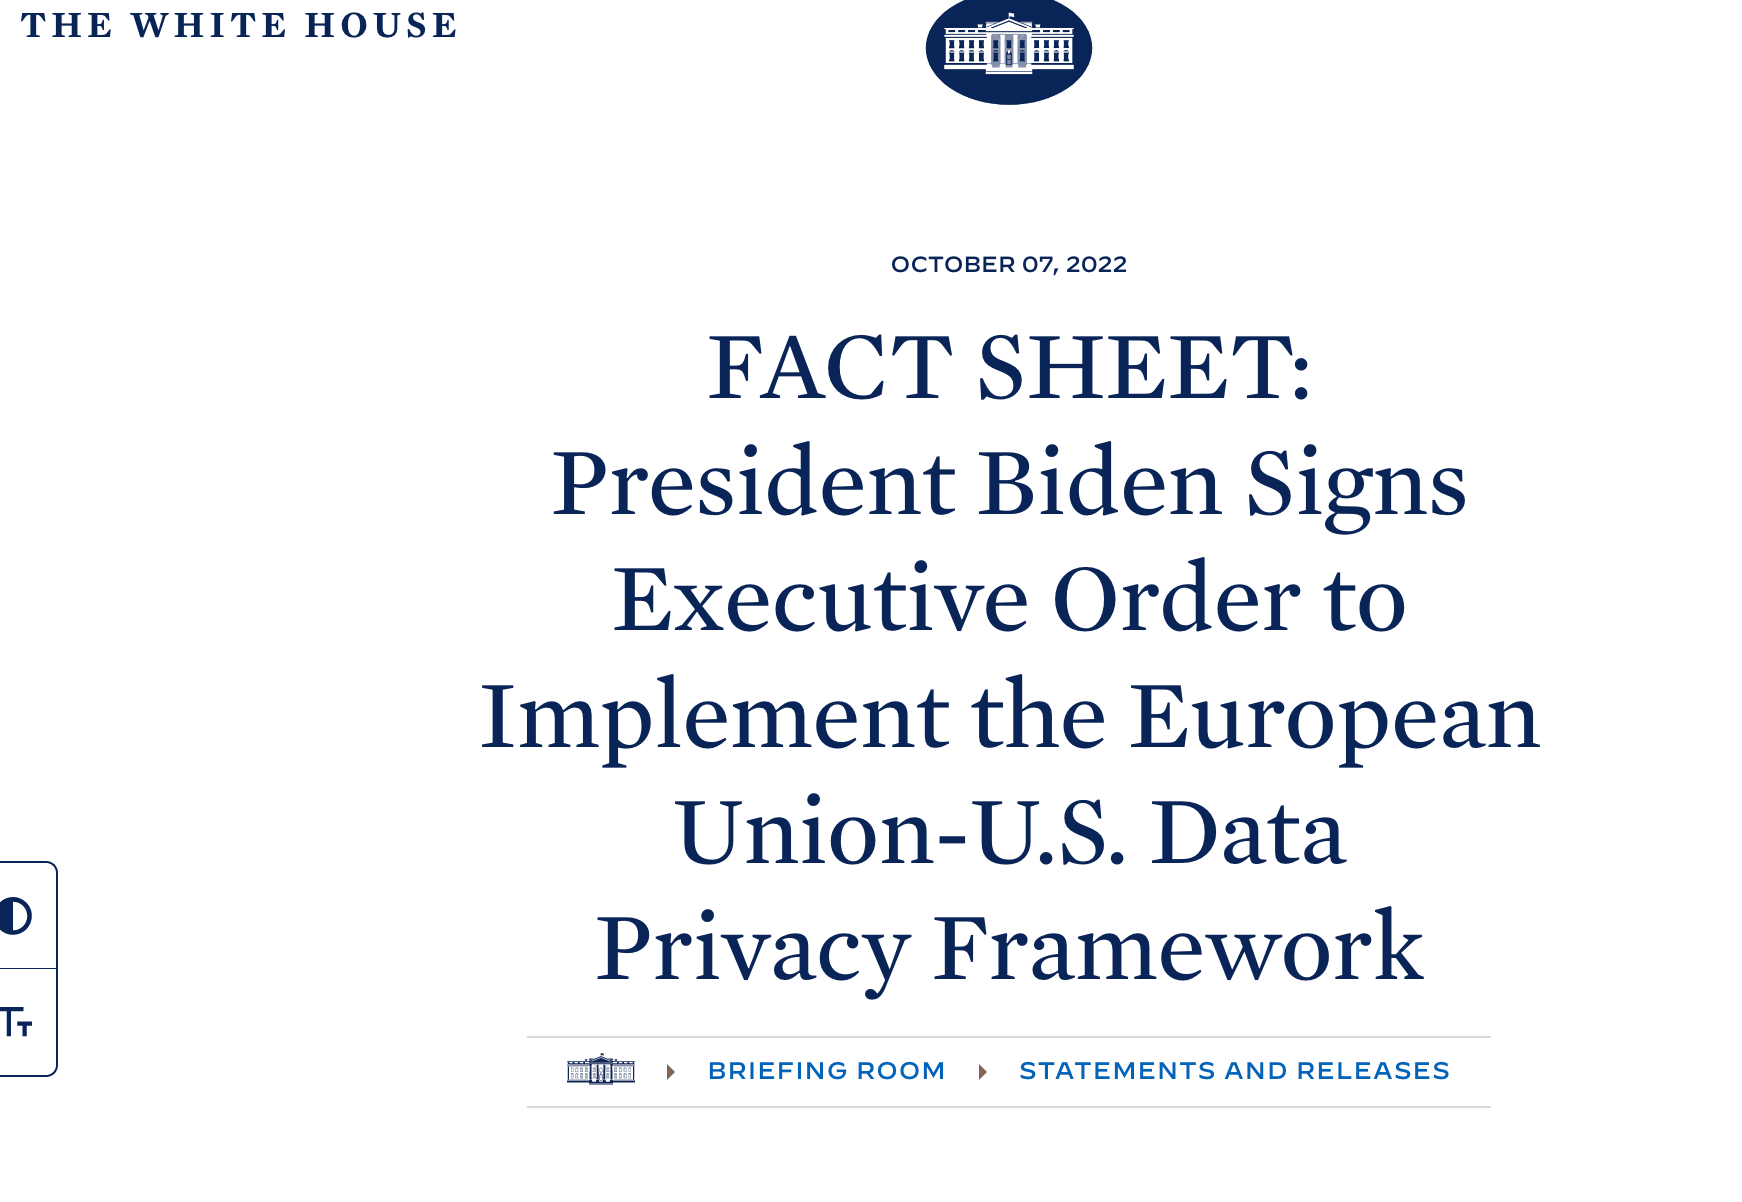 THE WHITE HOUSE
OCTOBER 07, 2022
FACT SHEET:
President Biden Signs
Executive Order to
Implement the European
Union-U.S. Data
Privacy Framework
BRIEFING ROOM STATEMENTS AND RELEASES
TT